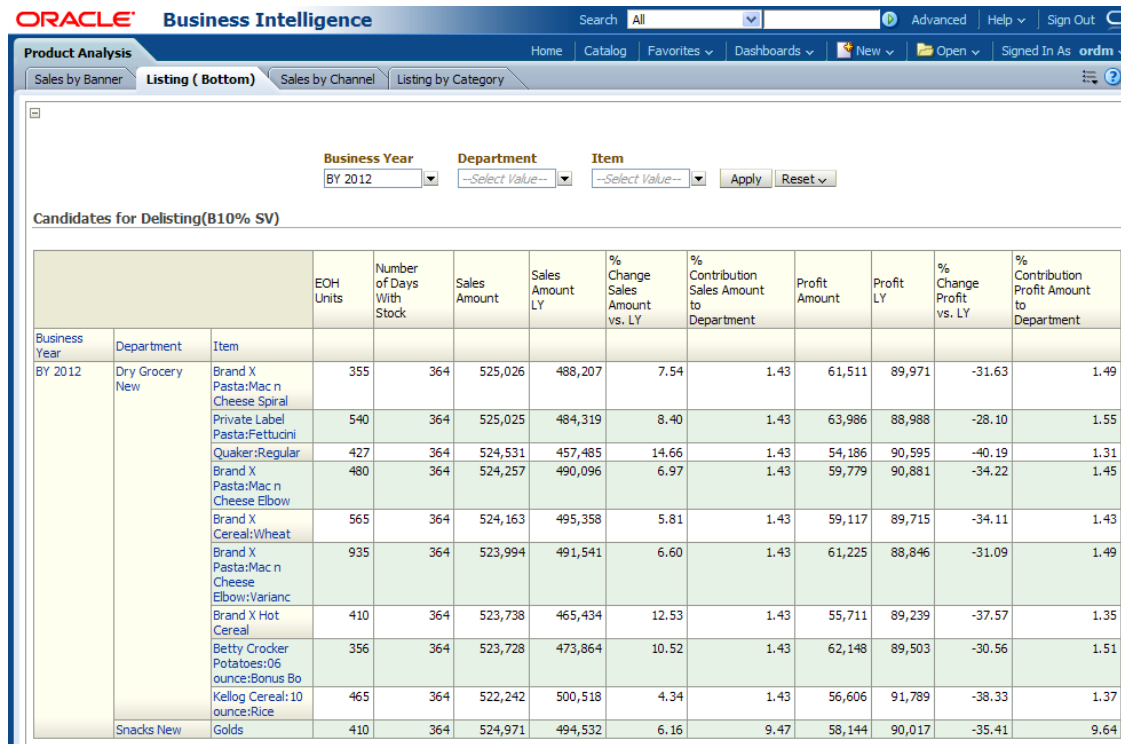 ORACLE Business Intelligence
Search All Advanced Help Sign Out
Product Analysis
Home Catalog Favorites Dashboards New Open Signed In As ordm
Sales by Banner Listing ( Bottom) Sales by Channel Listing by Category
Business Year Department Item
BY 2012 --Select Value-- --Select Value-- Apply Reset
Candidates for Delisting(B10% SV)
EOH Units
Number of Days With Stock
Sales Amount
Sales Amount LY
% Change Sales Amount vs. LY
% Contribution Sales Amount to Department
Profit Amount
Profit LY
% Change Profit vs. LY
% Contribution Profit Amount to Department
Business Year Department Item
BY 2012 Dry Grocery New Brand X Pasta:Mac n Cheese Spiral 355 364 525,026 488,207 7.54 1.43 61,511 89,971 -31.63 1.49
Private Label Pasta:Fettucini 540 364 525,025 484,319 8.40 1.43 63,986 88,988 -28.10 1.55
Quaker:Regular 427 364 524,531 457,485 14.66 1.43 54,186 90,595 -40.19 1.31
Brand X Pasta:Mac n Cheese Elbow 480 364 524,257 490,096 6.97 1.43 59,779 90,881 -34.22 1.45
Brand X Cereal:Wheat 565 364 524,163 495,358 5.81 1.43 59,117 89,715 -34.11 1.43
Brand X Pasta:Mac n Cheese Elbow:Varianc 935 364 523,994 491,541 6.60 1.43 61,225 88,846 -31.09 1.49
Brand X Hot Cereal 410 364 523,738 465,434 12.53 1.43 55,711 89,239 -37.57 1.35
Betty Crocker Potatoes:06 ounce:Bonus Bo 356 364 523,728 473,864 10.52 1.43 62,148 89,503 -30.56 1.51
Kellog Cereal:10 ounce:Rice 465 364 522,242 500,518 4.34 1.43 56,606 91,789 -38.33 1.37
Snacks New Golds 410 364 524,971 494,532 6.16 9.47 58,144 90,017 -35.41 9.64